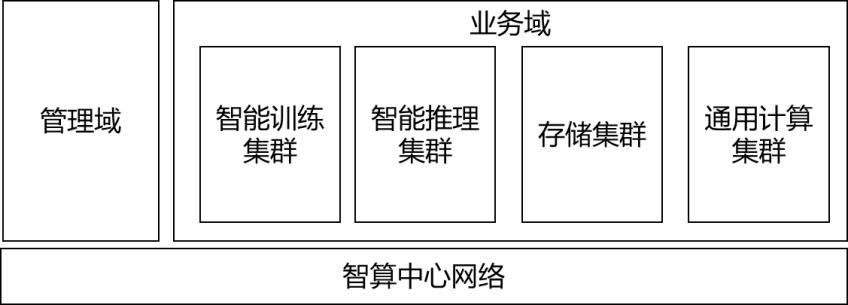 业务域
管理域
智能训练
集群
智能推理
集群
存储集群
通用计算
集群
智算中心网络